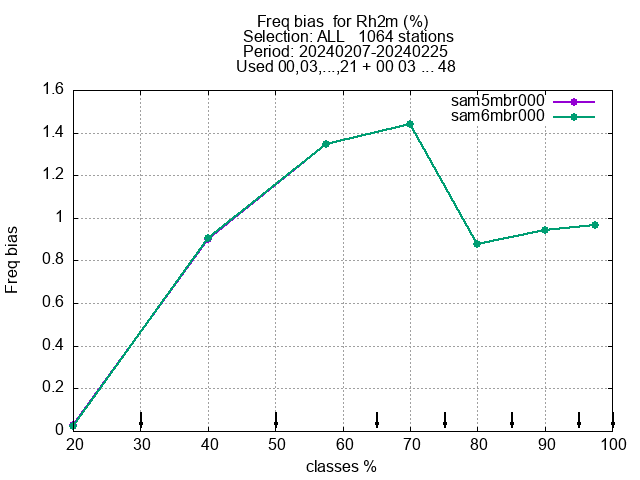 Freq bias  for Rh2m (%)
Selection: ALL   1064 stations
Period: 20240207-20240225
Used 00,03,...,21 + 00 03 ... 48
sam5mbr000
sam6mbr000
1.6
1.4
1.2
1
0.8
0.6
0.4
0.2
0
Freq bias
20 30 40 50 60 70 80 90 100
classes %